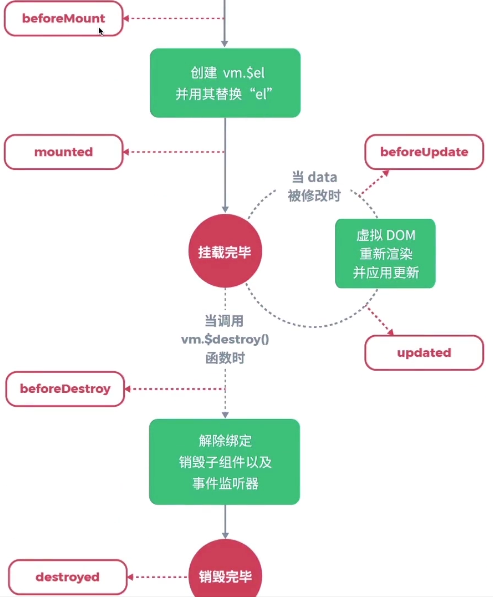 beforeMount
创建 vm.$el
并用其替换“el”
mounted
beforeUpdate
当 data
被修改时
挂载完毕
虚拟 DOM
重新渲染
并应用更新
当调用
vm.$destroy()
函数时
updated
beforeDestroy
解除绑定
销毁子组件以及
事件监听器
destroyed
销毁完毕